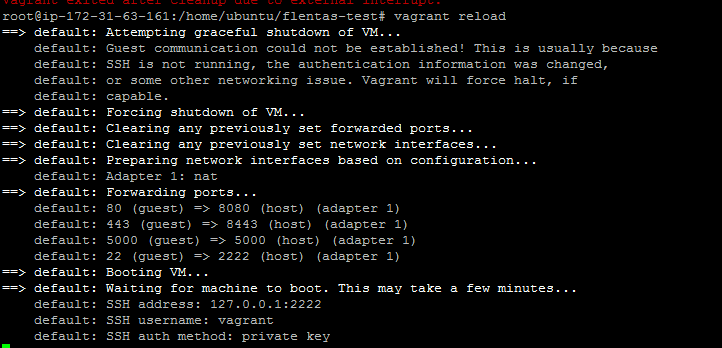 Vagrant exited after cleanup due to external interrupt.
root@ip-172-31-63-161:/home/ubuntu/flentas-test# vagrant reload
==> default: Attempting graceful shutdown of VM...
default: Guest communication could not be established! This is usually because
default: SSH is not running, the authentication information was changed,
default: or some other networking issue. Vagrant will force halt, if
default: capable.
==> default: Forcing shutdown of VM...
==> default: Clearing any previously set forwarded ports...
==> default: Clearing any previously set network interfaces...
==> default: Preparing network interfaces based on configuration...
default: Adapter 1: nat
==> default: Forwarding ports...
default: 80 (guest) => 8080 (host) (adapter 1)
default: 443 (guest) => 8443 (host) (adapter 1)
default: 5000 (guest) => 5000 (host) (adapter 1)
default: 22 (guest) => 2222 (host) (adapter 1)
==> default: Booting VM...
==> default: Waiting for machine to boot. This may take a few minutes...
default: SSH address: 127.0.0.1:2222
default: SSH username: vagrant
default: SSH auth method: private key